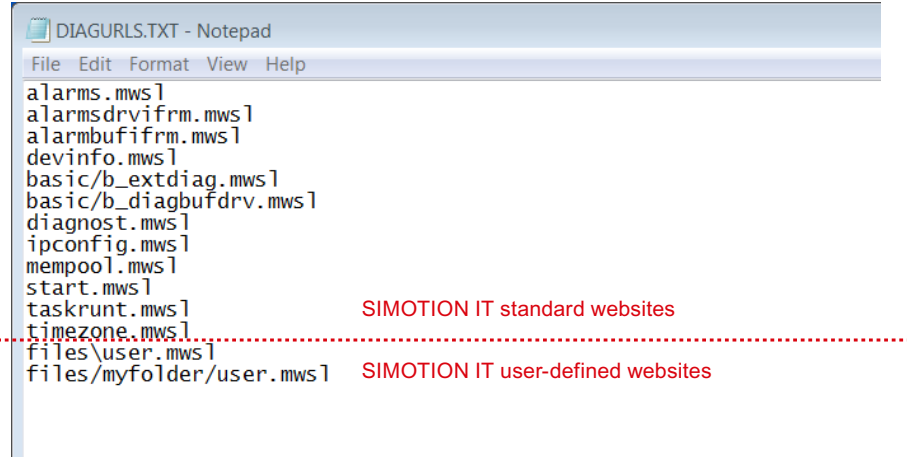 DIAGURLS.TXT - Notepad
File Edit Format View Help
alarms.mwsl
alarmsdrvifrm.mwsl
alarmbufifrm.mwsl
devinfo.mwsl
basic/b_extdiag.mwsl
basic/b_diagbufdrv.mwsl
diagnost.mwsl
ipconfig.mwsl
mempool.mwsl
start.mwsl
taskrunt.mwsl SIMOTION IT standard websites
timezone.mwsl
files\user.mwsl
files/myfolder/user.mwsl SIMOTION IT user-defined websites